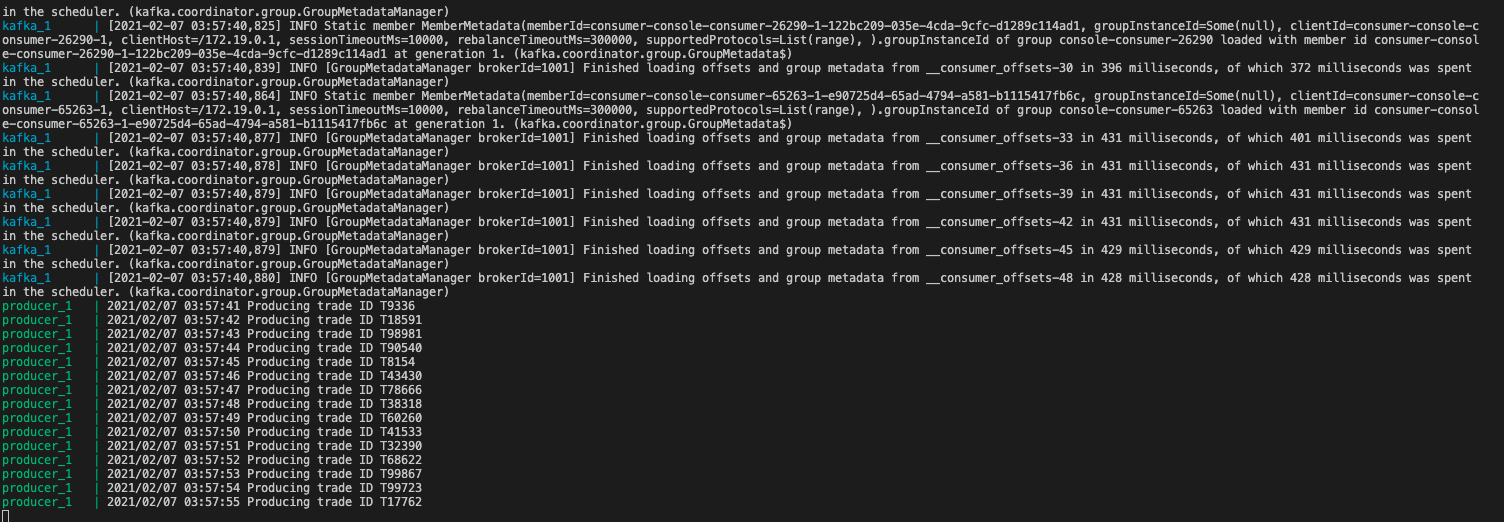 in the scheduler. (kafka.coordinator.group.GroupMetadataManager)
kafka_1      | [2021-02-07 03:57:40,825] INFO Static member MemberMetadata(memberId=consumer-console-consumer-26290-1-122bc209-035e-4cda-9cfc-d1289c114ad1, groupInstanceId=Some(null), clientId=consumer-console-c
onsumer-26290-1, clientHost=/172.19.0.1, sessionTimeoutMs=10000, rebalanceTimeoutMs=300000, supportedProtocols=List(range), ).groupInstanceId of group console-consumer-26290 loaded with member id consumer-consol
e-consumer-26290-1-122bc209-035e-4cda-9cfc-d1289c114ad1 at generation 1. (kafka.coordinator.group.GroupMetadata$)
kafka_1      | [2021-02-07 03:57:40,839] INFO [GroupMetadataManager brokerId=1001] Finished loading offsets and group metadata from __consumer_offsets-30 in 396 milliseconds, of which 372 milliseconds was spent
in the scheduler. (kafka.coordinator.group.GroupMetadataManager)
kafka_1      | [2021-02-07 03:57:40,864] INFO Static member MemberMetadata(memberId=consumer-console-consumer-65263-1-e90725d4-65ad-4794-a581-b1115417fb6c, groupInstanceId=Some(null), clientId=consumer-console-c
onsumer-65263-1, clientHost=/172.19.0.1, sessionTimeoutMs=10000, rebalanceTimeoutMs=300000, supportedProtocols=List(range), ).groupInstanceId of group console-consumer-65263 loaded with member id consumer-consol
e-consumer-65263-1-e90725d4-65ad-4794-a581-b1115417fb6c at generation 1. (kafka.coordinator.group.GroupMetadata$)
kafka_1      | [2021-02-07 03:57:40,877] INFO [GroupMetadataManager brokerId=1001] Finished loading offsets and group metadata from __consumer_offsets-33 in 431 milliseconds, of which 401 milliseconds was spent
in the scheduler. (kafka.coordinator.group.GroupMetadataManager)
kafka_1      | [2021-02-07 03:57:40,878] INFO [GroupMetadataManager brokerId=1001] Finished loading offsets and group metadata from __consumer_offsets-36 in 431 milliseconds, of which 431 milliseconds was spent
in the scheduler. (kafka.coordinator.group.GroupMetadataManager)
kafka_1      | [2021-02-07 03:57:40,879] INFO [GroupMetadataManager brokerId=1001] Finished loading offsets and group metadata from __consumer_offsets-39 in 431 milliseconds, of which 431 milliseconds was spent
in the scheduler. (kafka.coordinator.group.GroupMetadataManager)
kafka_1      | [2021-02-07 03:57:40,879] INFO [GroupMetadataManager brokerId=1001] Finished loading offsets and group metadata from __consumer_offsets-42 in 431 milliseconds, of which 431 milliseconds was spent
in the scheduler. (kafka.coordinator.group.GroupMetadataManager)
kafka_1      | [2021-02-07 03:57:40,879] INFO [GroupMetadataManager brokerId=1001] Finished loading offsets and group metadata from __consumer_offsets-45 in 429 milliseconds, of which 429 milliseconds was spent
in the scheduler. (kafka.coordinator.group.GroupMetadataManager)
kafka_1      | [2021-02-07 03:57:40,880] INFO [GroupMetadataManager brokerId=1001] Finished loading offsets and group metadata from __consumer_offsets-48 in 428 milliseconds, of which 428 milliseconds was spent
in the scheduler. (kafka.coordinator.group.GroupMetadataManager)
producer_1   | 2021/02/07 03:57:41 Producing trade ID T9336
producer_1   | 2021/02/07 03:57:42 Producing trade ID T18591
producer_1   | 2021/02/07 03:57:43 Producing trade ID T98981
producer_1   | 2021/02/07 03:57:44 Producing trade ID T90540
producer_1   | 2021/02/07 03:57:45 Producing trade ID T8154
producer_1   | 2021/02/07 03:57:46 Producing trade ID T43430
producer_1   | 2021/02/07 03:57:47 Producing trade ID T78666
producer_1   | 2021/02/07 03:57:48 Producing trade ID T38318
producer_1   | 2021/02/07 03:57:49 Producing trade ID T60260
producer_1   | 2021/02/07 03:57:50 Producing trade ID T41533
producer_1   | 2021/02/07 03:57:51 Producing trade ID T32390
producer_1   | 2021/02/07 03:57:52 Producing trade ID T68622
producer_1   | 2021/02/07 03:57:53 Producing trade ID T99867
producer_1   | 2021/02/07 03:57:54 Producing trade ID T99723
producer_1   | 2021/02/07 03:57:55 Producing trade ID T17762